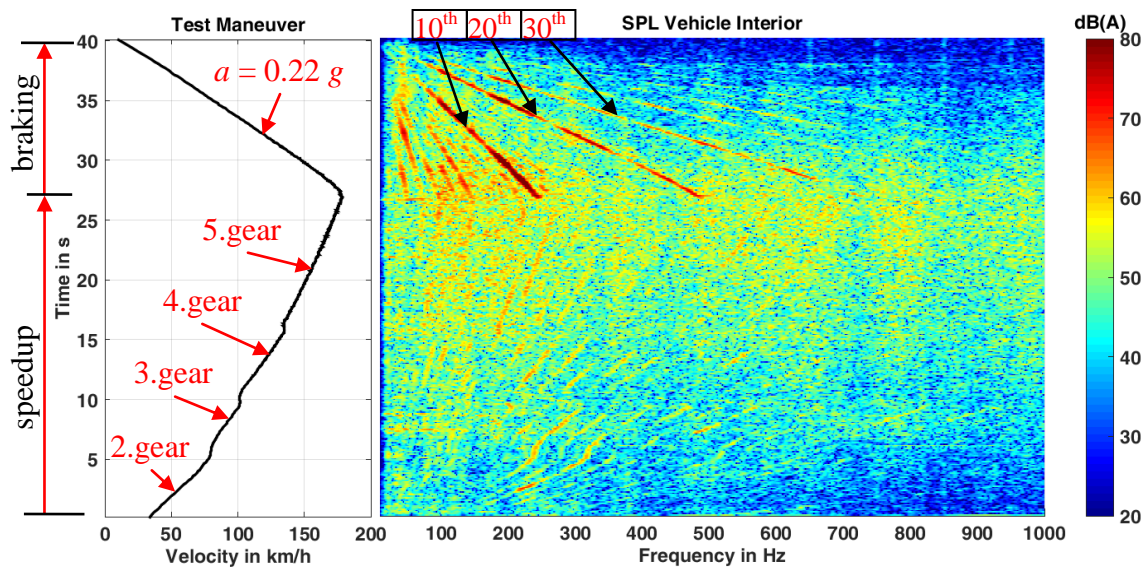 Test Maneuver
SPL Vehicle Interior
dB(A)
10th 20th 30th
braking
speedup
Time in s
40
35
30
25
20
15
10
5
a = 0.22 g
5.gear
4.gear
3.gear
2.gear
0 50 100 150 200
Velocity in km/h
100 200 300 400 500 600 700 800 900 1000
Frequency in Hz
80
70
60
50
40
30
20